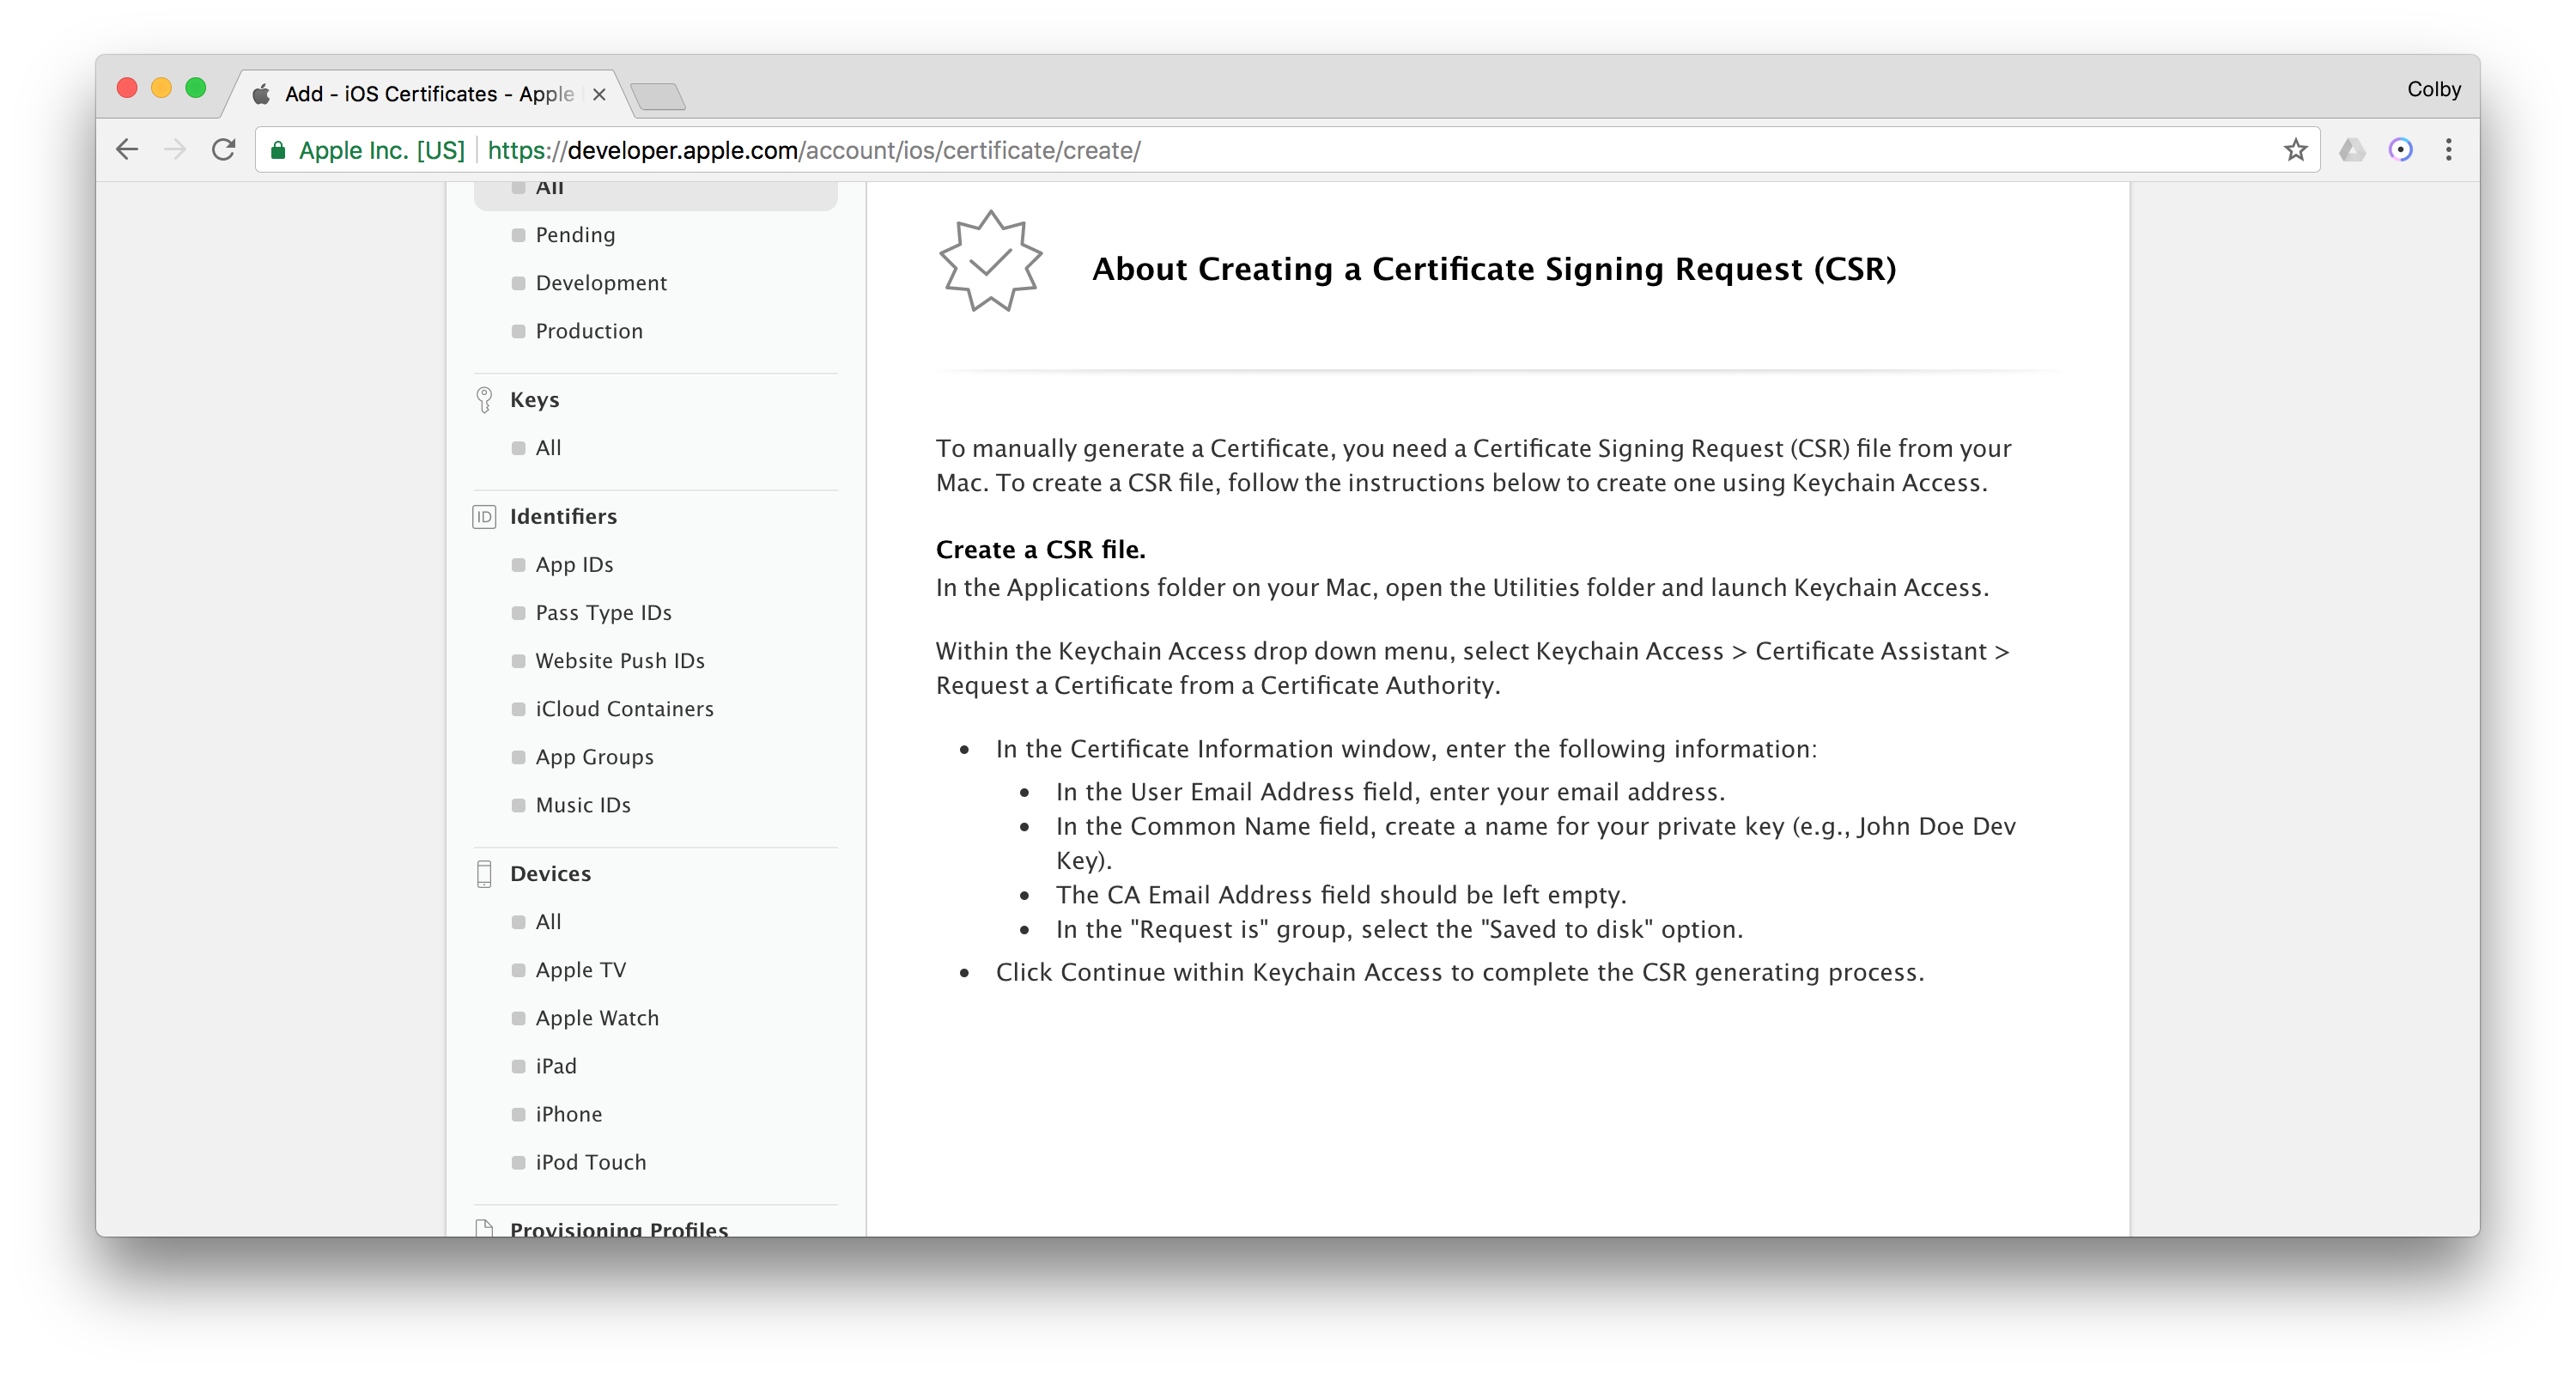 Add - iOS Certificates - Apple
Colby
Apple Inc. [US] https://developer.apple.com/account/ios/certificate/create/
All
Pending
Development
Production
Keys
All
ID Identifiers
App IDs
Pass Type IDs
Website Push IDs
iCloud Containers
App Groups
Music IDs
Devices
All
Apple TV
Apple Watch
iPad
iPhone
iPod Touch
Provisioning Profiles
About Creating a Certificate Signing Request (CSR)
To manually generate a Certificate, you need a Certificate Signing Request (CSR) file from your
Mac. To create a CSR file, follow the instructions below to create one using Keychain Access.
Create a CSR file.
In the Applications folder on your Mac, open the Utilities folder and launch Keychain Access.
Within the Keychain Access drop down menu, select Keychain Access > Certificate Assistant >
Request a Certificate from a Certificate Authority.
• In the Certificate Information window, enter the following information:
• In the User Email Address field, enter your email address.
• In the Common Name field, create a name for your private key (e.g., John Doe Dev
Key).
• The CA Email Address field should be left empty.
• In the "Request is" group, select the "Saved to disk" option.
• Click Continue within Keychain Access to complete the CSR generating process.